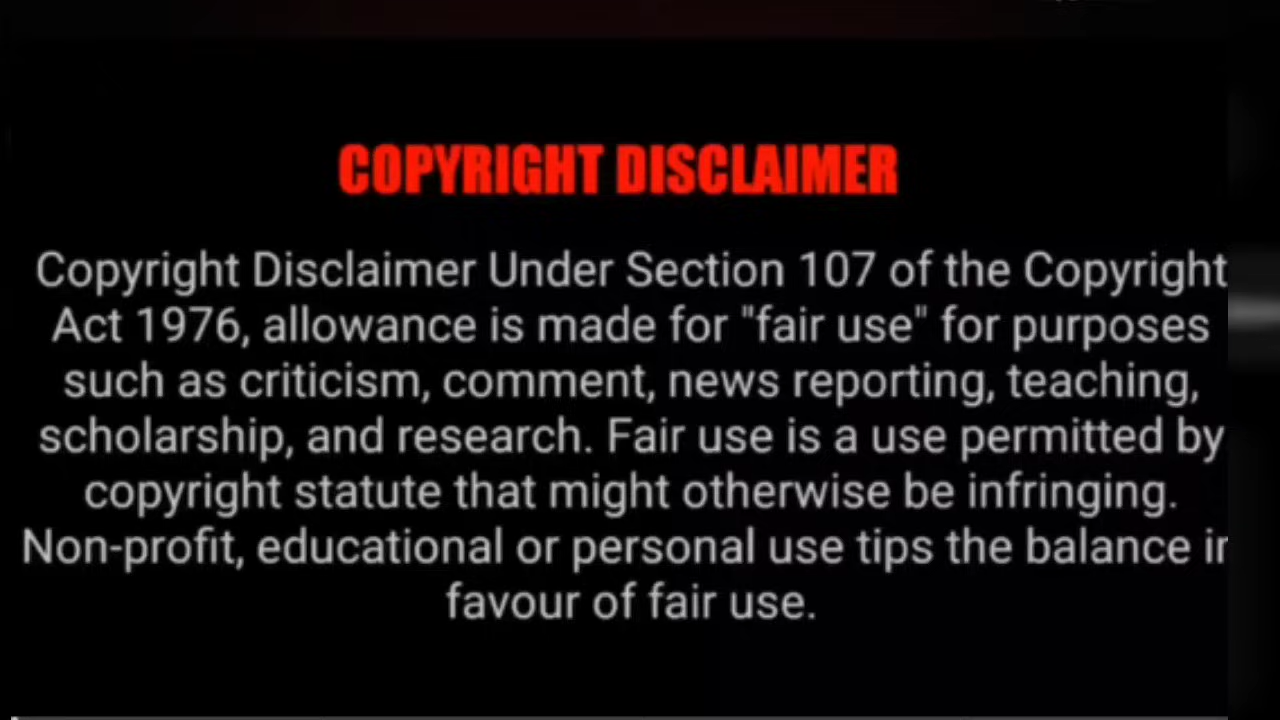 COPYRIGHT DISCLAIMER
Copyright Disclaimer Under Section 107 of the Copyright
Act 1976, allowance is made for "fair use" for purposes
such as criticism, comment, news reporting, teaching,
scholarship, and research. Fair use is a use permitted by
copyright statute that might otherwise be infringing.
Non-profit, educational or personal use tips the balance in
favour of fair use.